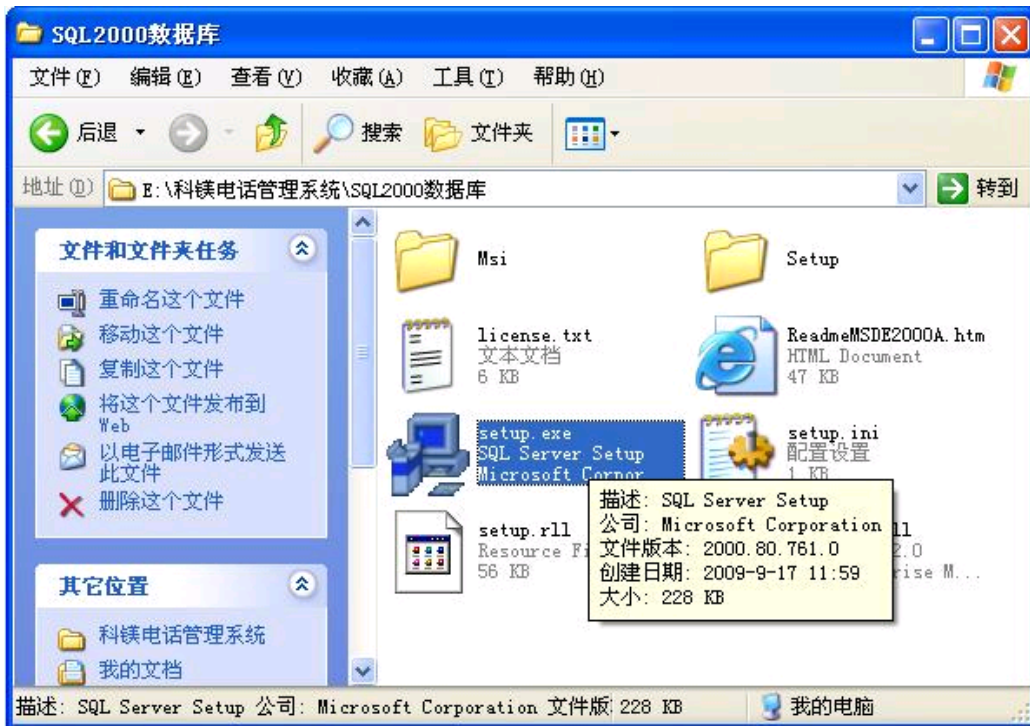 SQL2000数据库
文件(F) 编辑(E) 查看(V) 收藏(A) 工具(T) 帮助(H)
后退 搜索 文件夹
地址(D) E:\科镁电话管理系统\SQL2000数据库 转到
文件和文件夹任务
重命名这个文件
移动这个文件
复制这个文件
将这个文件发布到
Web
以电子邮件形式发送
此文件
删除这个文件
其它位置
科镁电话管理系统
我的文档
Msi
Setup
license.txt
文本文档
6 KB
ReadmeMSDE2000A.htm
HTML Document
47 KB
setup.exe
SQL Server Setup
Microsoft Corpor
setup.ini
配置设置
1 KB
setup.rll
Resource Fi
56 KB
ll
2.0
rise M...
描述: SQL Server Setup
公司: Microsoft Corporation
文件版本: 2000.80.761.0
创建日期: 2009-9-17 11:59
大小: 228 KB
描述: SQL Server Setup 公司: Microsoft Corporation 文件版 228 KB 我的电脑